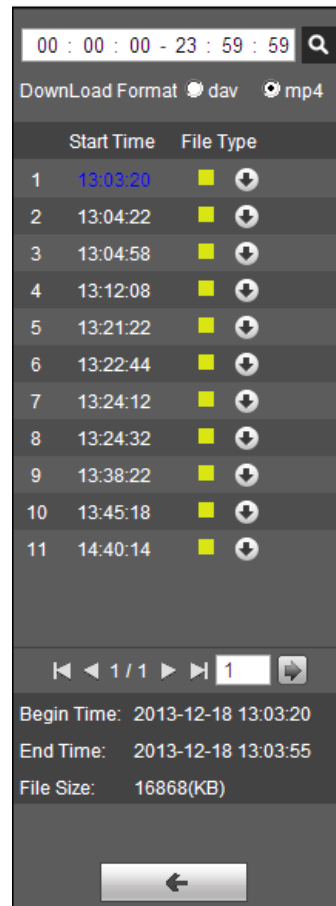 00 : 00 : 00 - 23 : 59 : 59
DownLoad Format dav mp4
Start Time File Type
1 13:03:20
2 13:04:22
3 13:04:58
4 13:12:08
5 13:21:22
6 13:22:44
7 13:24:12
8 13:24:32
9 13:38:22
10 13:45:18
11 14:40:14
1 / 1 1
Begin Time: 2013-12-18 13:03:20
End Time: 2013-12-18 13:03:55
File Size: 16868(KB)